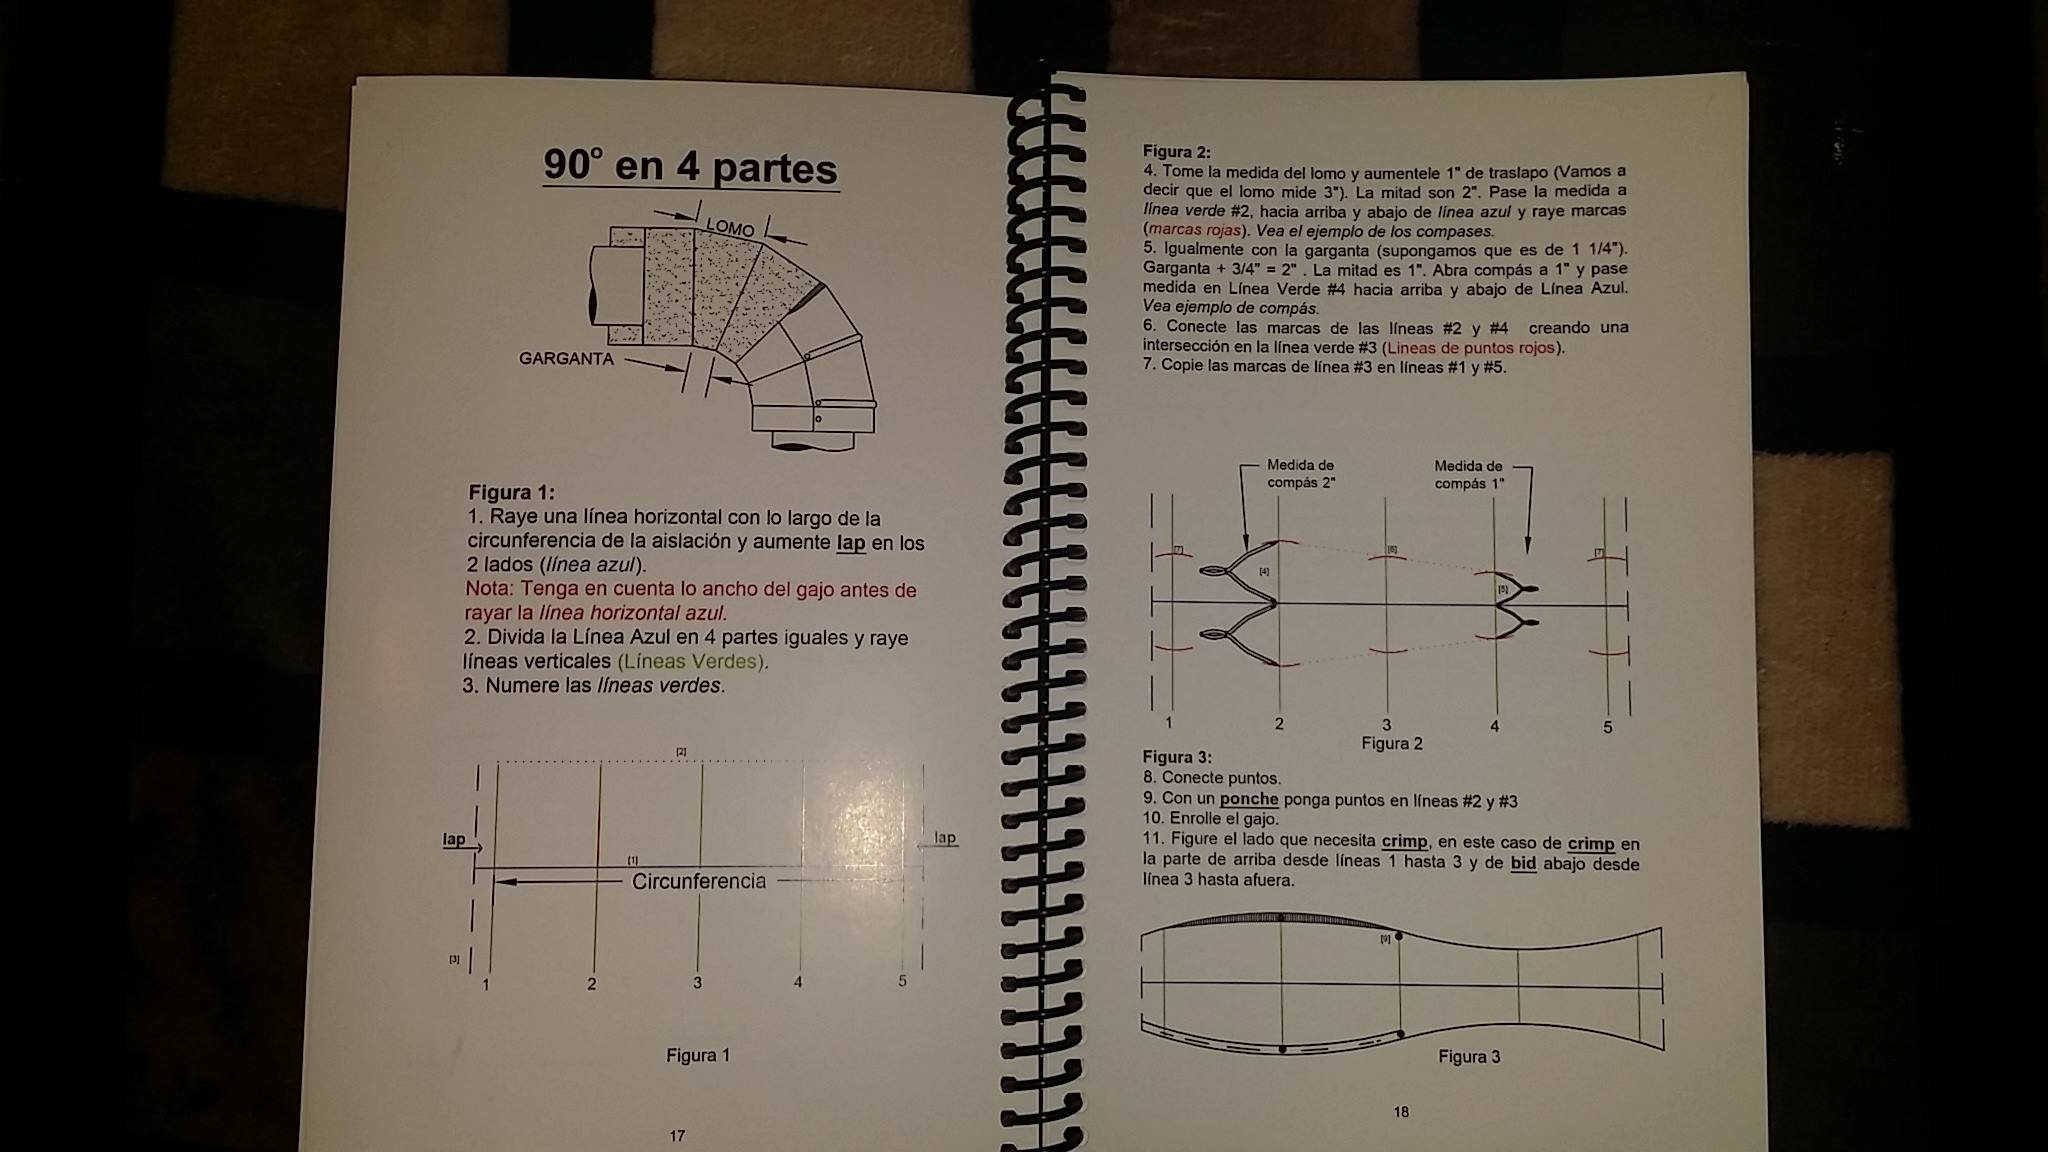 90° en 4 partes
LOMO
GARGANTA
Figura 1:
1. Raye una línea horizontal con lo largo de la
circunferencia de la aislación y aumente lap en los
2 lados (línea azul).
Nota: Tenga en cuenta lo ancho del gajo antes de
rayar la línea horizontal azul.
2. Divida la Línea Azul en 4 partes iguales y raye
líneas verticales (Líneas Verdes).
3. Numere las líneas verdes.
[2]
lap
lap
[1]
Circunferencia
[3]
1 2 3 4 5
Figura 1
17
Figura 2:
4. Tome la medida del lomo y aumentele 1" de traslapo (Vamos a
decir que el lomo mide 3"). La mitad son 2". Pase la medida a
línea verde #2, hacia arriba y abajo de línea azul y raye marcas
(marcas rojas). Vea el ejemplo de los compases.
5. Igualmente con la garganta (supongamos que es de 1 1/4").
Garganta + 3/4" = 2" . La mitad es 1". Abra compás a 1" y pase
medida en Línea Verde #4 hacia arriba y abajo de Línea Azul.
Vea ejemplo de compás.
6. Conecte las marcas de las líneas #2 y #4 creando una
intersección en la línea verde #3 (Lineas de puntos rojos).
7. Copie las marcas de línea #3 en líneas #1 y #5.
Medida de
compás 2"
Medida de
compás 1"
[7]
[6]
[7]
[4]
[5]
1 2 3 4 5
Figura 2
Figura 3:
8. Conecte puntos.
9. Con un ponche ponga puntos en líneas #2 y #3
10. Enrolle el gajo.
11. Figure el lado que necesita crimp, en este caso de crimp en
la parte de arriba desde líneas 1 hasta 3 y de bid abajo desde
línea 3 hasta afuera.
[9]
Figura 3
18